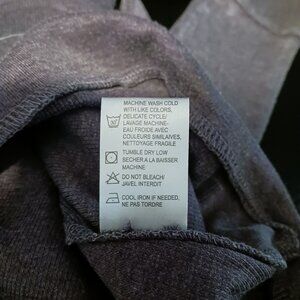 MACHINE WASH COLD
WITH LIKE COLORS,
DELICATE CYCLE/
LAVAGE MACHINE-
EAU FROIDE AVEC
COULEURS SIMILAIVES,
NETTOYAGE FRAGILE
TUMBLE DRY LOW
SECHER A LA BAISSER
MACHINE
DO NOT BLEACH/
JAVEL INTERDIT
COOL IRON IF NEEDED.
NE PAS TORDRE